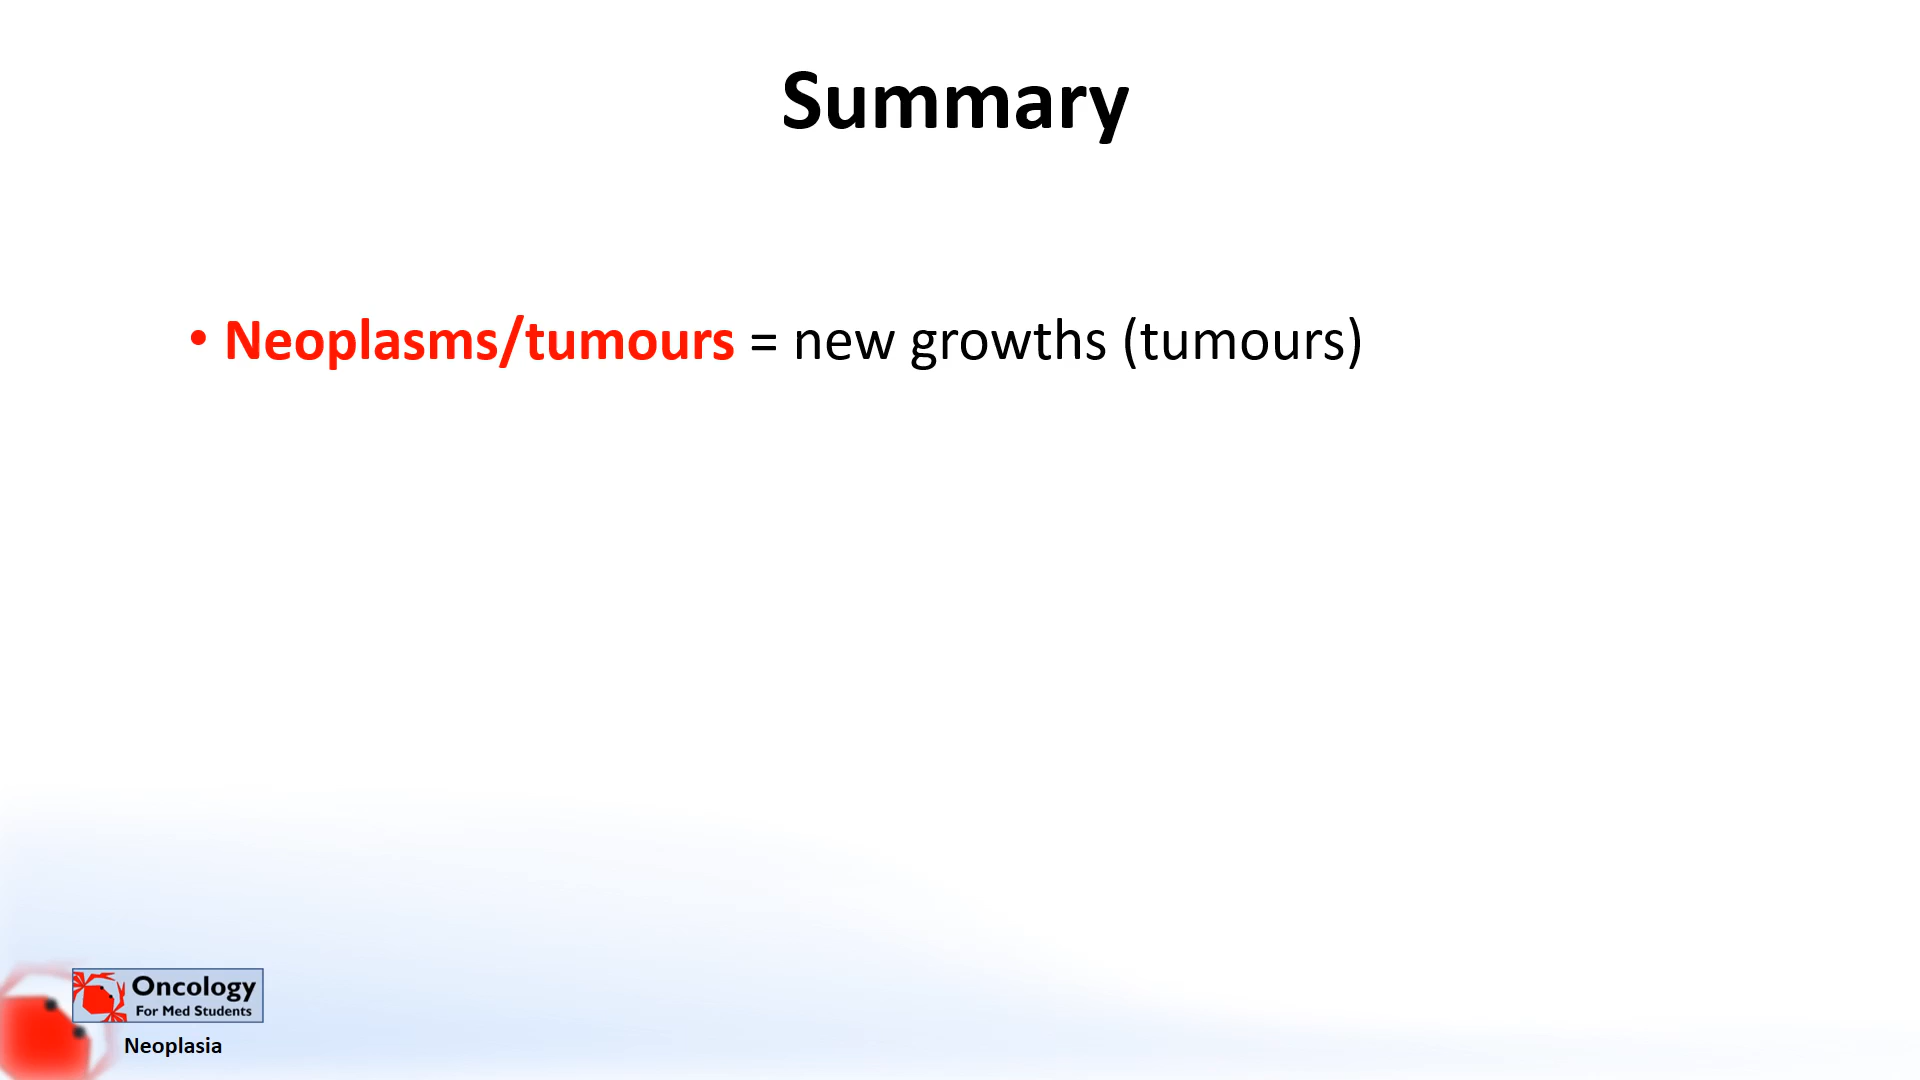 Summary
• Neoplasms/tumours = new growths (tumours)
Oncology
For Med Students
Neoplasia